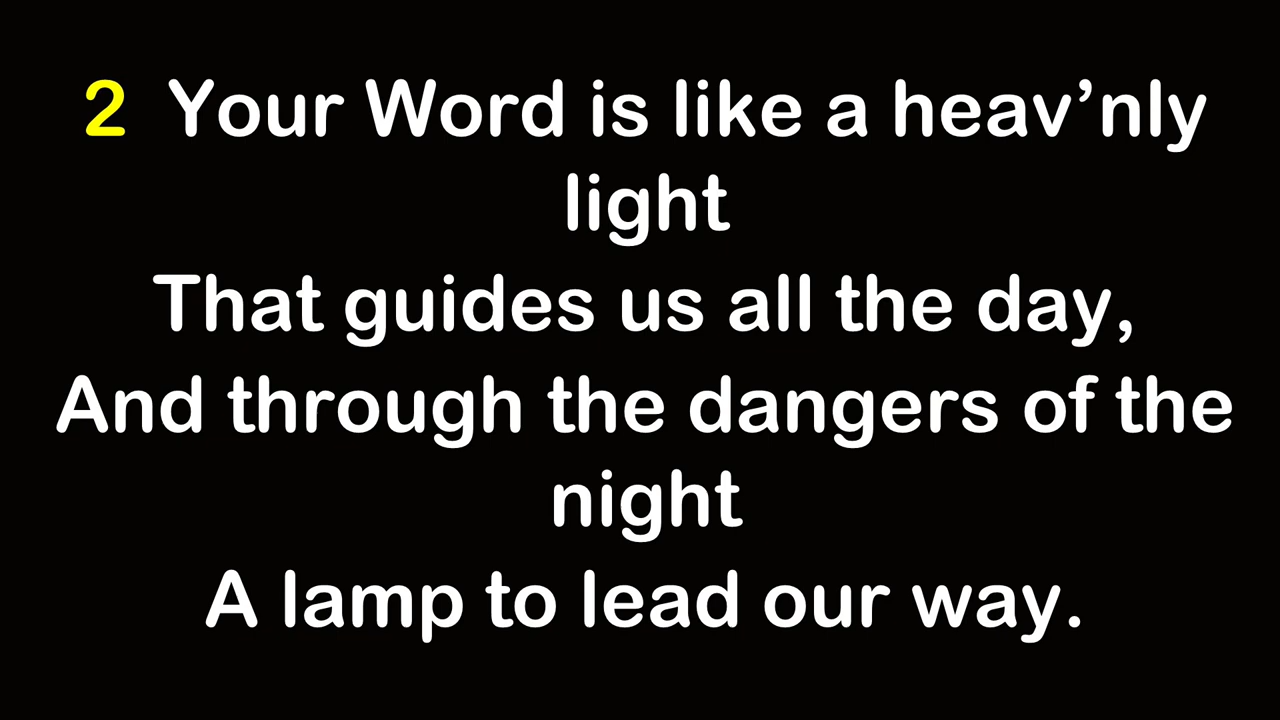 2 Your Word is like a heav’nly
light
That guides us all the day,
And through the dangers of the
night
A lamp to lead our way.